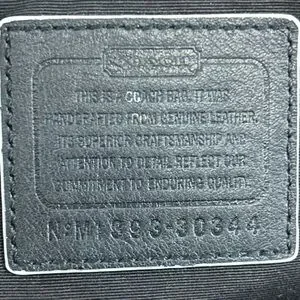 COACH
THIS IS A COACH BAG. IT WAS
HANDCRAFTED FROM GENUINE LEATHER.
ITS SUPERIOR CRAFTSMANSHIP AND
ATTENTION TO DETAIL REFLECT OUR
COMMITMENT TO ENDURING QUALITY.
Nº M1993-30344